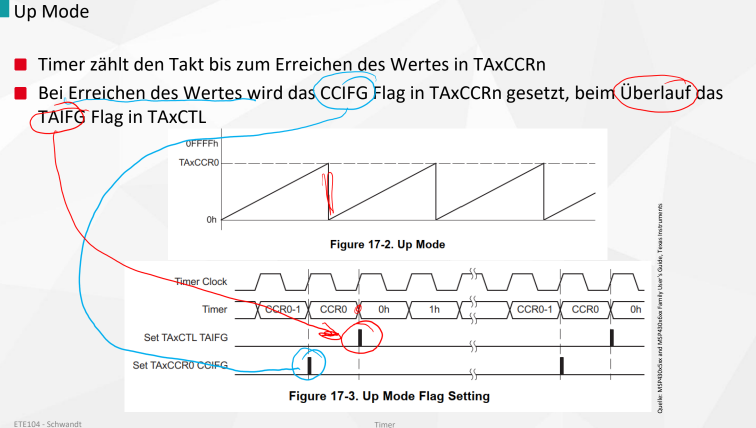 Up Mode
Timer zählt den Takt bis zum Erreichen des Wertes in TAxCCRn
Bei Erreichen des Wertes wird das CCIFG Flag in TAxCCRn gesetzt, beim Überlauf das
TAIFG Flag in TAxCTL
0FFFFh
TAxCCR0
0h
Figure 17-2. Up Mode
Timer Clock
Timer CCR0-1 CCR0 0h 1h CCR0-1 CCR0 0h
Set TAxCTL TAIFG
Set TAxCCR0 CCIFG
Figure 17-3. Up Mode Flag Setting
Quelle: MSP430x5xx and MSP430x6xx Family User's Guide, Texas Instruments
ETE104 - Schwandt Timer